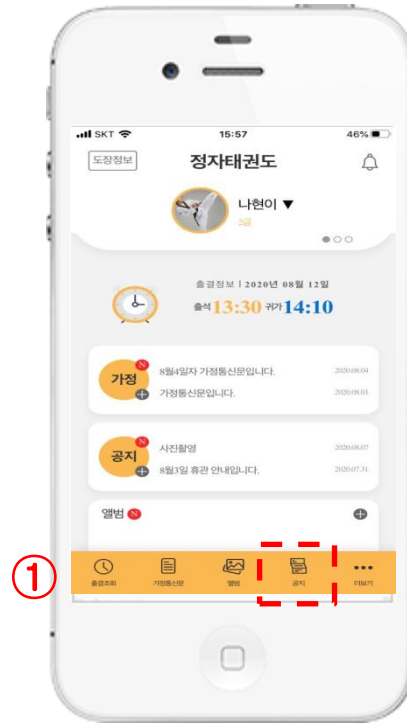 SKT 15:57 46%
도장정보 정자태권도
나현이 ▼
2급
출결정보 | 2020년 08월 12일
출석 13:30 귀가 14:10
가정 N
8월4일자 가정통신문입니다. 2020.08.04
가정통신문입니다. 2020.08.03
공지 N
사진촬영 2020.08.07
8월3일 휴관 안내입니다. 2020.07.31
앨범 N
①
출결조회 가정통신문 앨범 공지 더보기